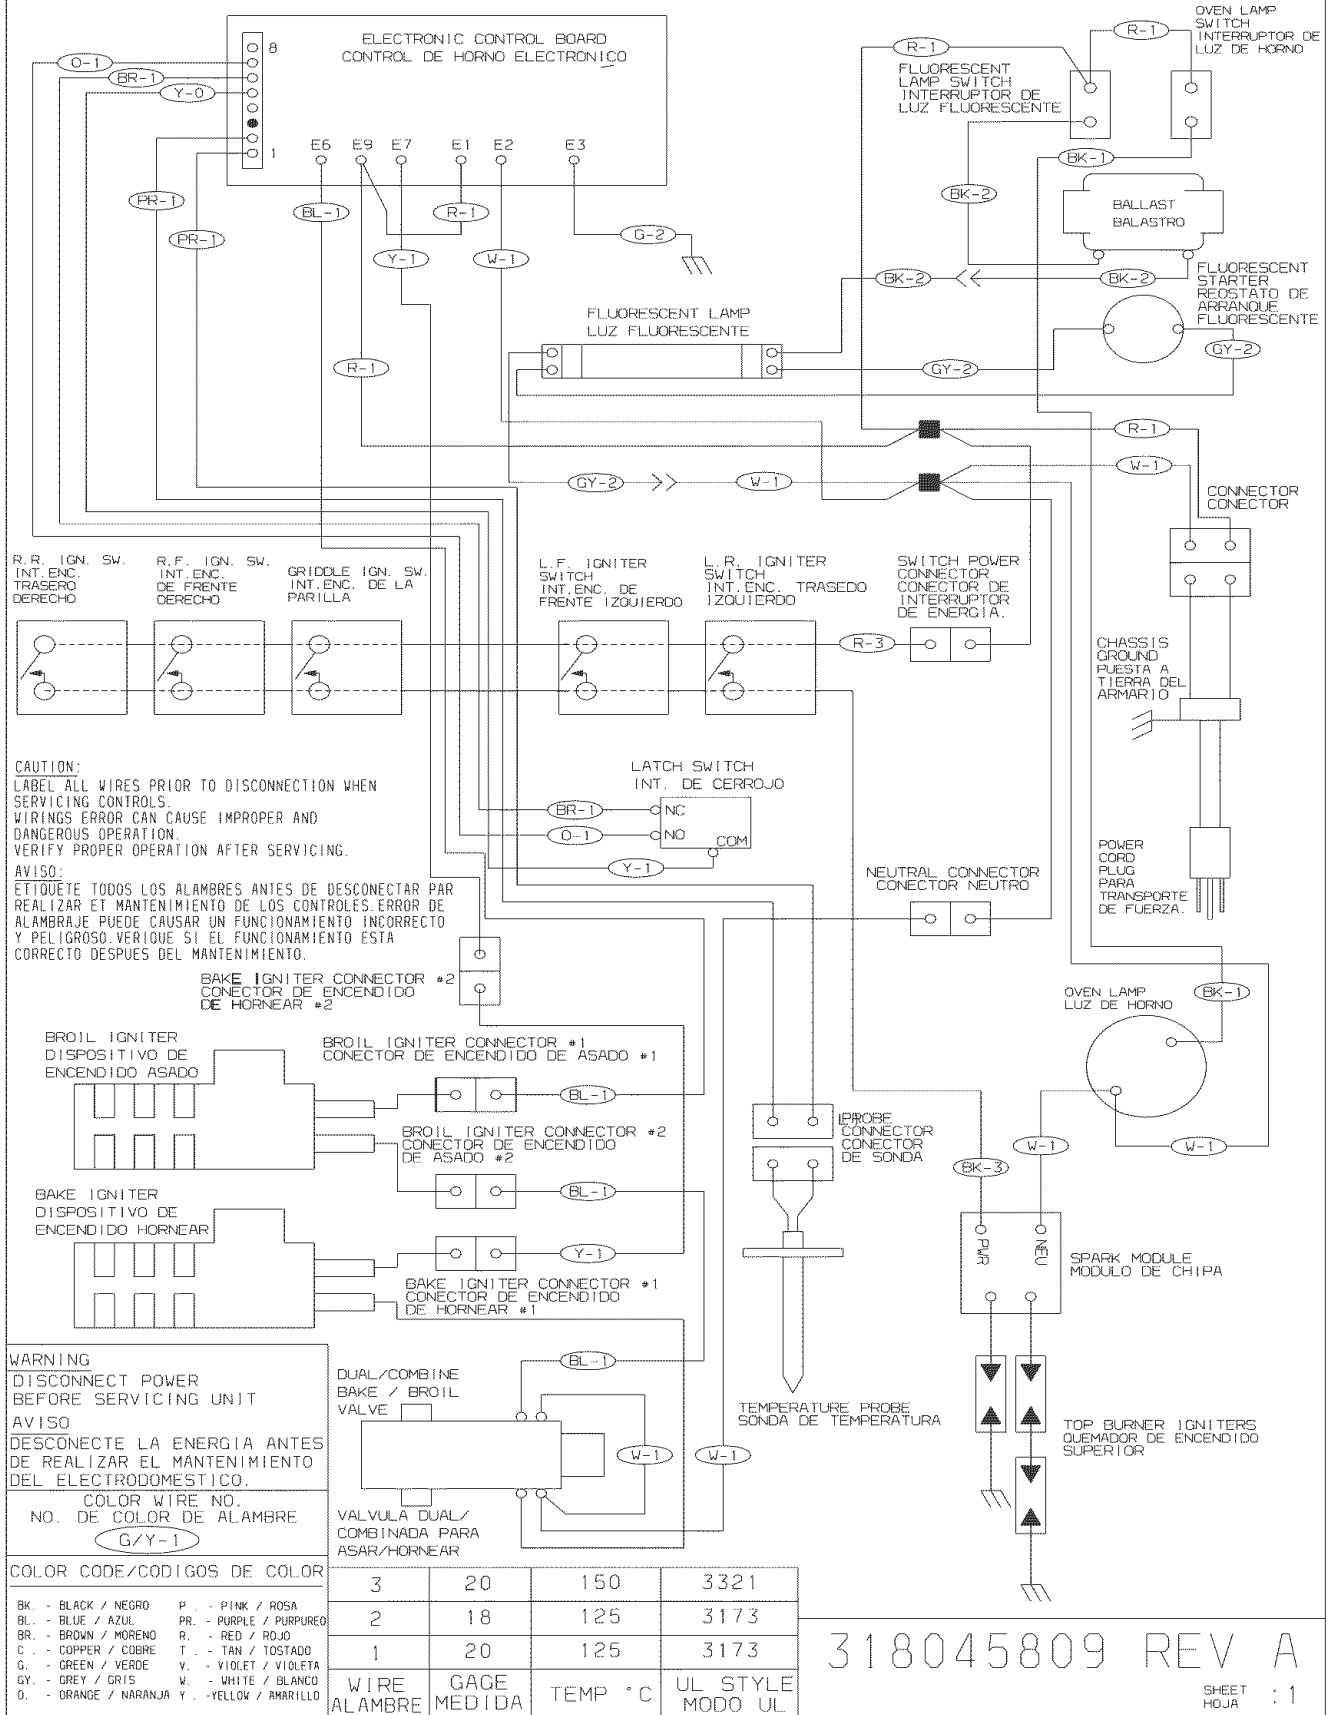 ELECTRONIC CONTROL BOARD
CONTROL DE HORNO ELECTRONICO
8
1
O-1
BR-1
Y-O
PR-1
PR-1
E6
E9
E7
E1
E2
E3
BL-1
R-1
Y-1
W-1
G-2
R-1
R-1
R-1
OVEN LAMP
SWITCH
INTERRUPTOR DE
LUZ DE HORNO
FLUORESCENT
LAMP SWITCH
INTERRUPTOR DE
LUZ FLUORESCENTE
BK-1
BK-2
BALLAST
BALASTRO
BK-2
BK-2
FLUORESCENT
STARTER
REOSTATO DE
ARRANQUE
FLUORESCENTE
GY-2
GY-2
FLUORESCENT LAMP
LUZ FLUORESCENTE
R-1
W-1
GY-2
W-1
CONNECTOR
CONECTOR
R.R. IGN. SW.
INT.ENC.
TRASERO
DERECHO
R.F. IGN. SW.
INT.ENC.
DE FRENTE
DERECHO
GRIDDLE IGN. SW.
INT.ENC. DE LA
PARILLA
L.F. IGNITER
SWITCH
INT.ENC. DE
FRENTE IZQUIERDO
L.R. IGNITER
SWITCH
INT.ENC. TRASEDO
IZQUIERDO
SWITCH POWER
CONNECTOR
CONECTOR DE
INTERRUPTOR
DE ENERGIA.
R-3
CHASSIS
GROUND
PUESTA A
TIERRA DEL
ARMARIO
CAUTION:
LABEL ALL WIRES PRIOR TO DISCONNECTION WHEN
SERVICING CONTROLS.
WIRINGS ERROR CAN CAUSE IMPROPER AND
DANGEROUS OPERATION.
VERIFY PROPER OPERATION AFTER SERVICING.
AVISO:
ETIQUETE TODOS LOS ALAMBRES ANTES DE DESCONECTAR PAR
REALIZAR ET MANTENIMIENTO DE LOS CONTROLES.ERROR DE
ALAMBRAJE PUEDE CAUSAR UN FUNCIONAMIENTO INCORRECTO
Y PELIGROSO.VERIQUE SI EL FUNCIONAMIENTO ESTA
CORRECTO DESPUES DEL MANTENIMIENTO.
LATCH SWITCH
INT. DE CERROJO
BR-1
NC
O-1
NO
COM
Y-1
POWER
CORD
PLUG
PARA
TRANSPORTE
DE FUERZA.
NEUTRAL CONNECTOR
CONECTOR NEUTRO
BAKE IGNITER CONNECTOR #2
CONECTOR DE ENCENDIDO
DE HORNEAR #2
OVEN LAMP
LUZ DE HORNO
BK-1
BROIL IGNITER
DISPOSITIVO DE
ENCENDIDO ASADO
BROIL IGNITER CONNECTOR #1
CONECTOR DE ENCENDIDO DE ASADO #1
BL-1
BROIL IGNITER CONNECTOR #2
CONECTOR DE ENCENDIDO
DE ASADO #2
PROBE
CONNECTOR
CONECTOR
DE SONDA
W-1
W-1
BK-3
BL-1
BAKE IGNITER
DISPOSITIVO DE
ENCENDIDO HORNEAR
Y-1
BAKE IGNITER CONNECTOR #1
CONECTOR DE ENCENDIDO
DE HORNEAR #1
PWR
NEU
SPARK MODULE
MODULO DE CHIPA
WARNING
DISCONNECT POWER
BEFORE SERVICING UNIT
AVISO
DESCONECTE LA ENERGIA ANTES
DE REALIZAR EL MANTENIMIENTO
DEL ELECTRODOMESTICO.
DUAL/COMBINE
BAKE / BROIL
VALVE
BL-1
W-1
W-1
VALVULA DUAL/
COMBINADA PARA
ASAR/HORNEAR
TEMPERATURE PROBE
SONDA DE TEMPERATURA
TOP BURNER IGNITERS
QUEMADOR DE ENCENDIDO
SUPERIOR
COLOR WIRE NO.
NO. DE COLOR DE ALAMBRE
G/Y-1
COLOR CODE/CODIGOS DE COLOR
BK. - BLACK / NEGRO P . - PINK / ROSA
BL. - BLUE / AZUL PR. - PURPLE / PURPUREO
BR. - BROWN / MORENO R. - RED / ROJO
C . - COPPER / COBRE T . - TAN / TOSTADO
G. - GREEN / VERDE V. - VIOLET / VIOLETA
GY. - GREY / GRIS W. - WHITE / BLANCO
O. - ORANGE / NARANJA Y . -YELLOW / AMARILLO
3 20 150 3321
2 18 125 3173
1 20 125 3173
WIRE GAGE TEMP °C UL STYLE
ALAMBRE MEDIDA MODO UL
318045809 REV A
SHEET : 1
HOJA